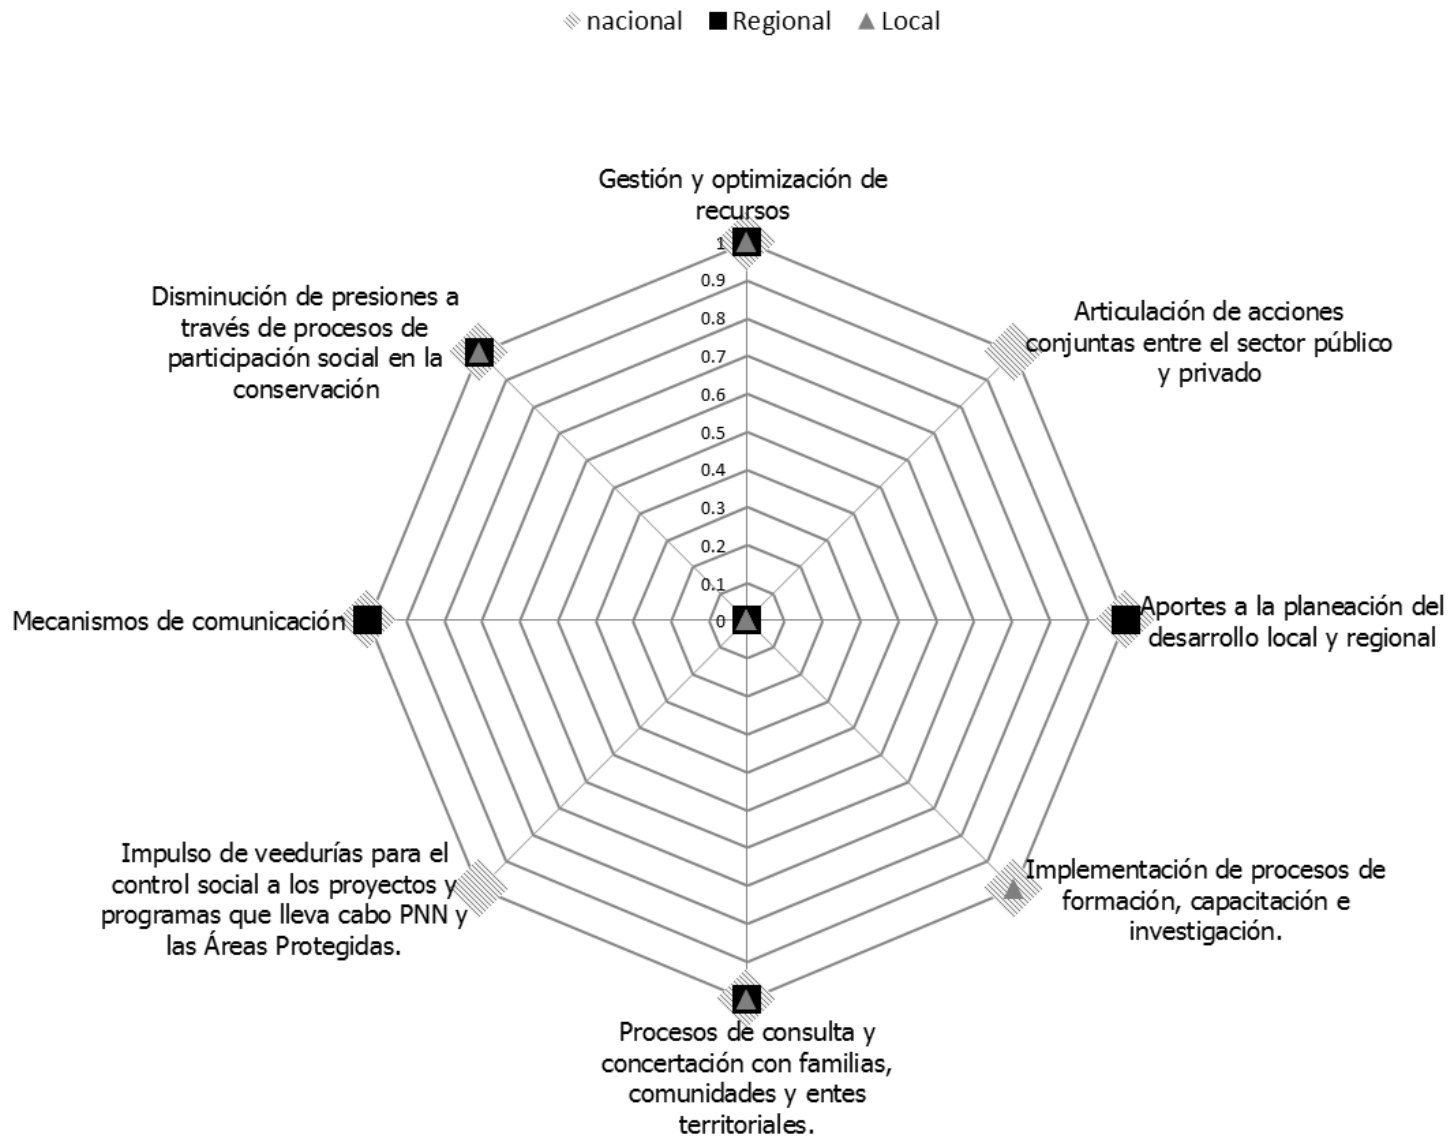 nacional Regional Local
Gestión y optimización de
recursos
1
0.9
0.8
0.7
0.6
0.5
0.4
0.3
0.2
0.1
0
Articulación de acciones
conjuntas entre el sector público
y privado
Aportes a la planeación del
desarrollo local y regional
Implementación de procesos de
formación, capacitación e
investigación.
Procesos de consulta y
concertación con familias,
comunidades y entes
territoriales.
Impulso de veedurías para el
control social a los proyectos y
programas que lleva cabo PNN y
las Áreas Protegidas.
Mecanismos de comunicación
Disminución de presiones a
través de procesos de
participación social en la
conservación